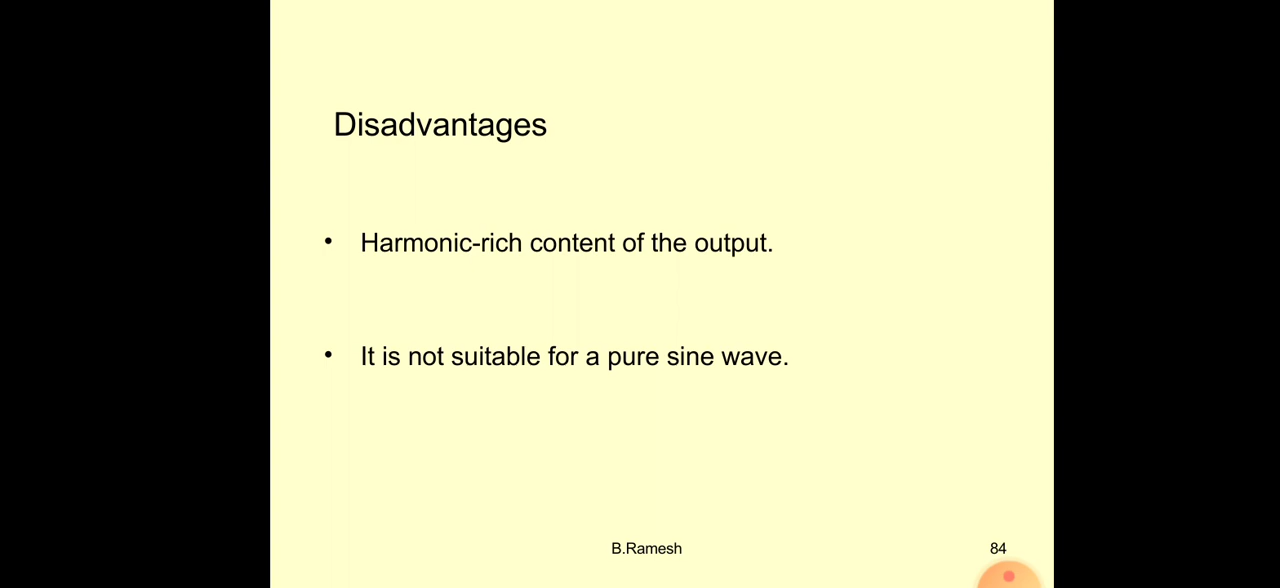 Disadvantages
• Harmonic-rich content of the output.
• It is not suitable for a pure sine wave.
B.Ramesh
84